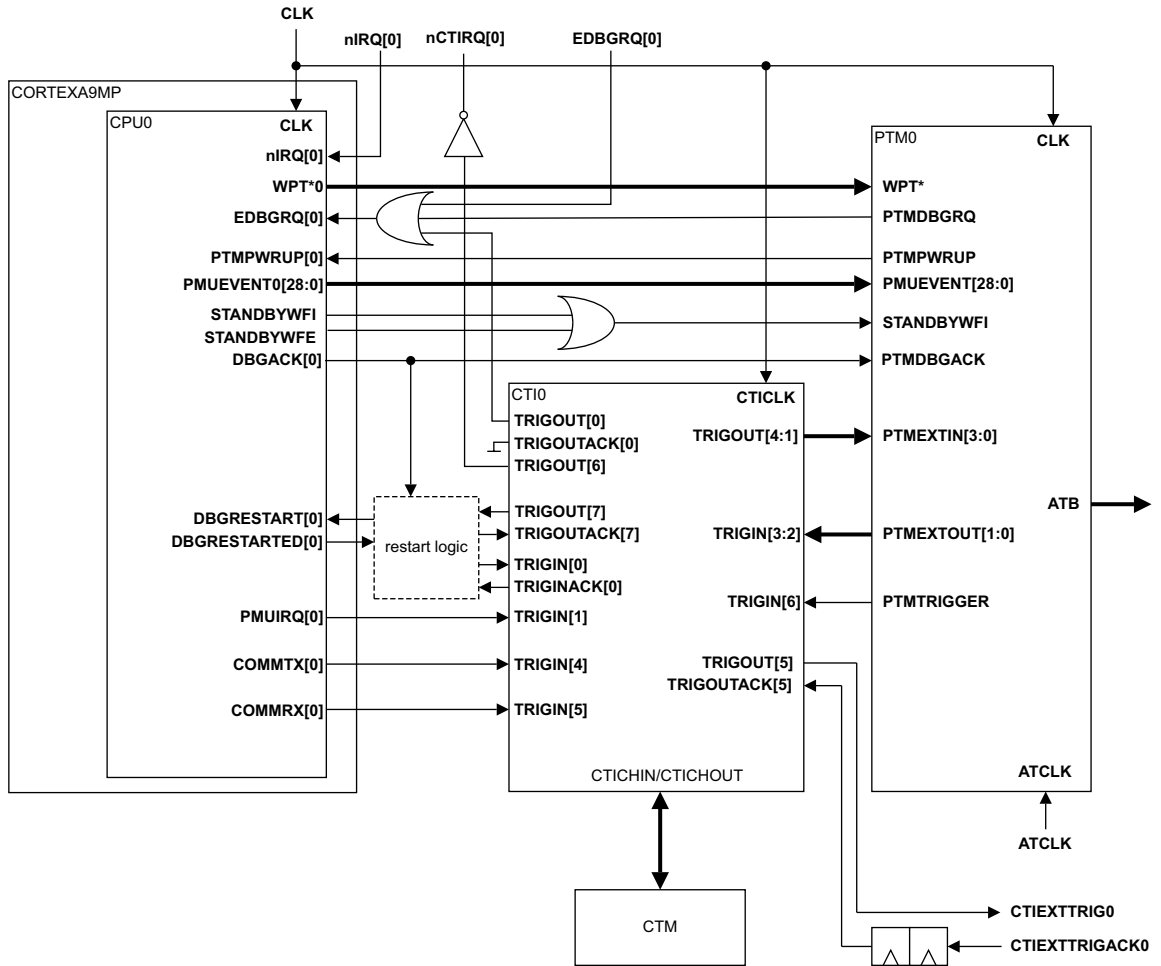 CLK
nIRQ[0]
nCTIRQ[0]
EDBGRQ[0]
CORTEXA9MP
CPU0
CLK
nIRQ[0]
WPT*0
EDBGRQ[0]
PTMPWRUP[0]
PMUEVENT0[28:0]
STANDBYWFI
STANDBYWFE
DBGACK[0]
DBGRESTART[0]
DBGRESTARTED[0]
PMUIRQ[0]
COMMTX[0]
COMMRX[0]
restart logic
CTI0
CTICLK
TRIGOUT[0]
TRIGOUTACK[0]
TRIGOUT[6]
TRIGOUT[7]
TRIGOUTACK[7]
TRIGIN[0]
TRIGINACK[0]
TRIGIN[1]
TRIGIN[4]
TRIGIN[5]
TRIGOUT[4:1]
TRIGIN[3:2]
TRIGIN[6]
TRIGOUT[5]
TRIGOUTACK[5]
CTICHIN/CTICHOUT
CTM
PTM0
CLK
WPT*
PTMDBGRQ
PTMPWRUP
PMUEVENT[28:0]
STANDBYWFI
PTMDBGACK
PTMEXTIN[3:0]
ATB
PTMEXTOUT[1:0]
PTMTRIGGER
ATCLK
ATCLK
CTIEXTTRIG0
CTIEXTTRIGACK0